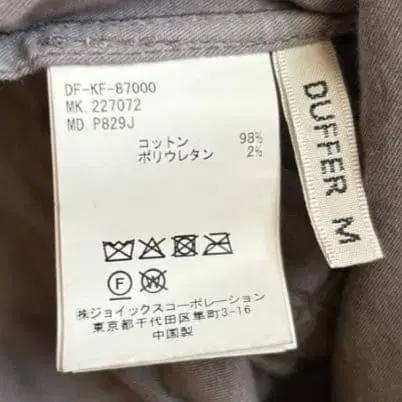 DF-KF-87000
MK. 227072
MD. P829J
コットン 98%
ポリウレタン 2%
F
W
㈱ジョイックスコーポレーション
東京都千代田区隼町3-16
中国製
DUFFER M